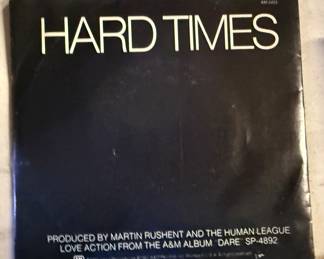 HARD TIMES
PRODUCED BY MARTIN RUSHENT AND THE HUMAN LEAGUE
LOVE ACTION FROM THE A&M ALBUM "DARE" SP-4892